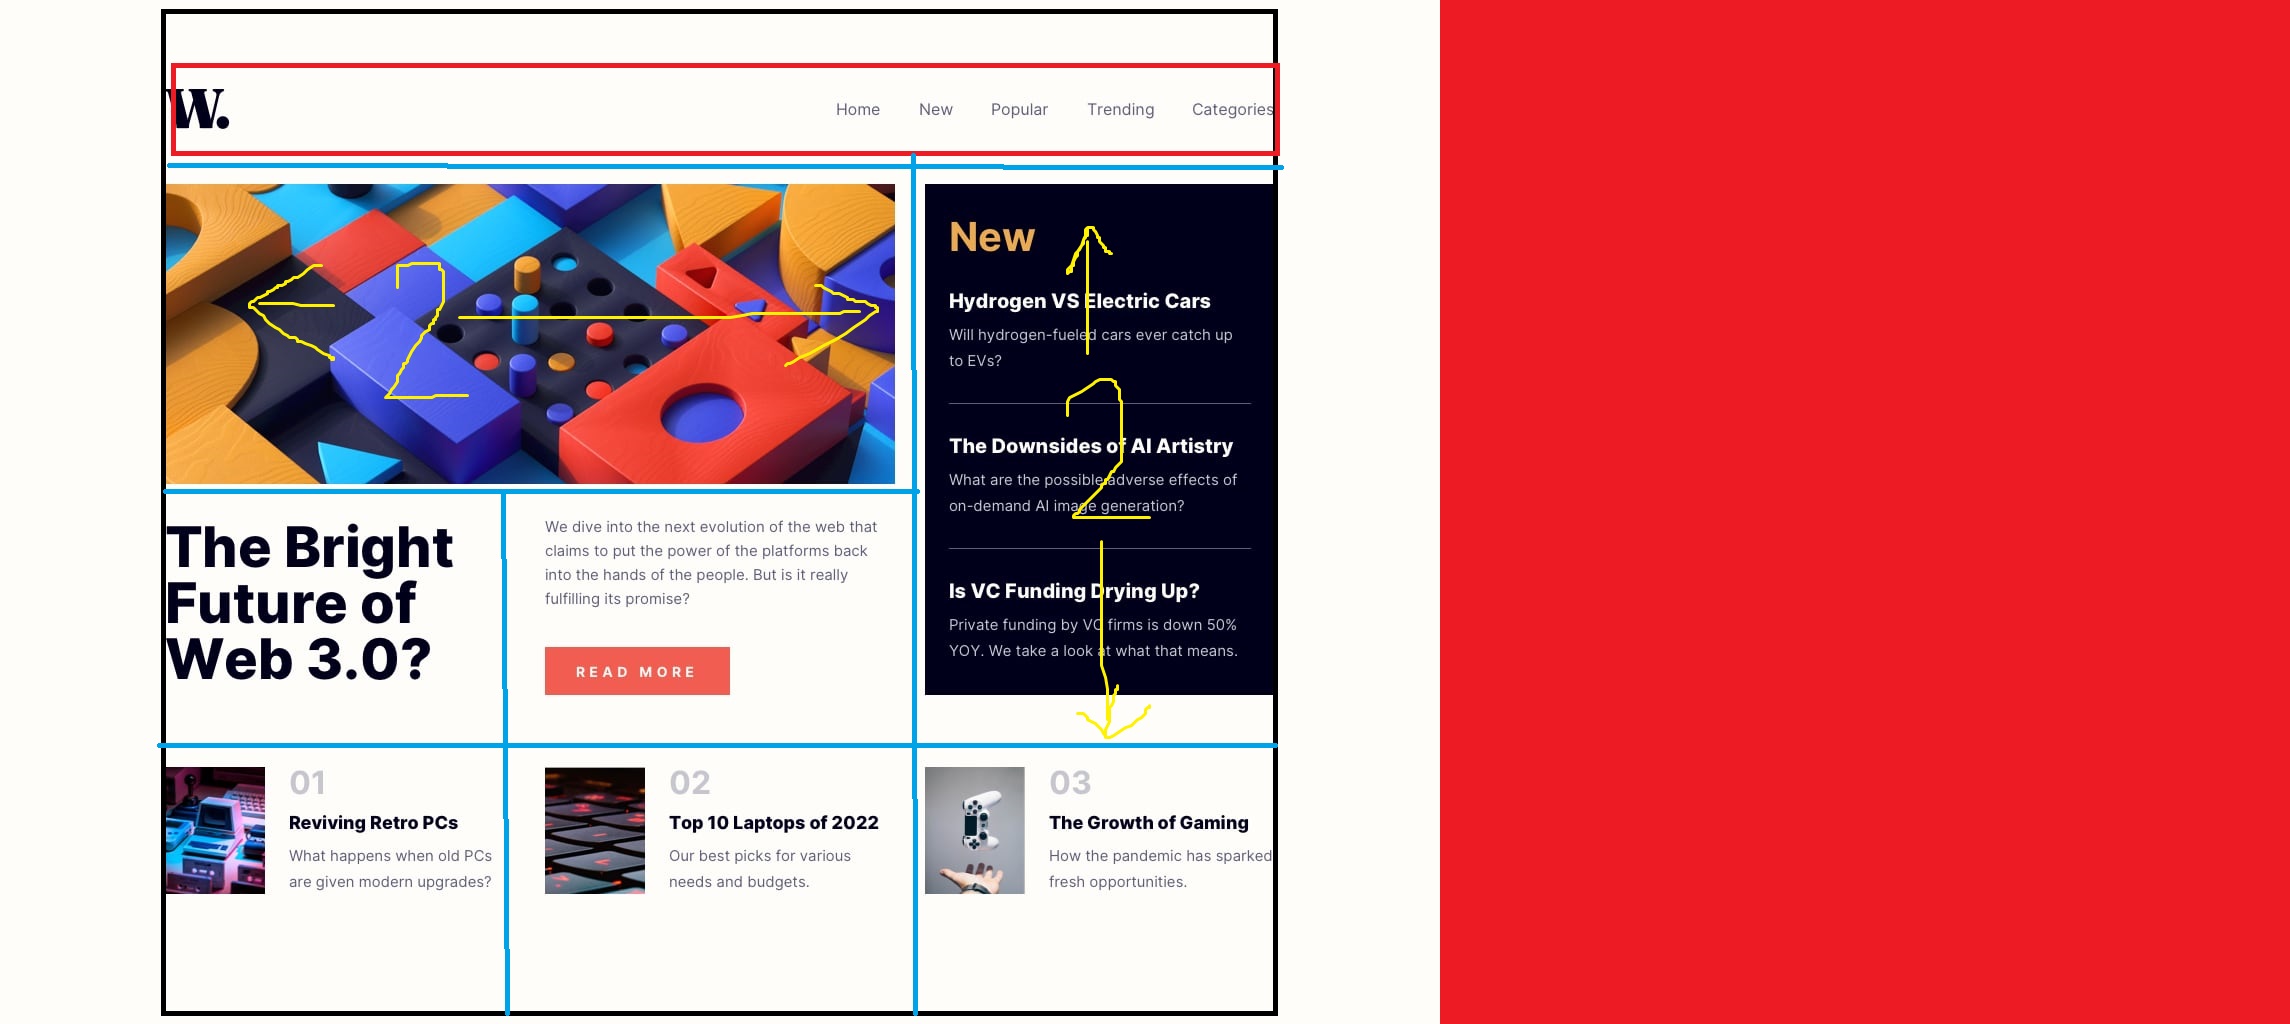 W.
Home New Popular Trending Categories
2
New
Hydrogen VS Electric Cars
Will hydrogen-fueled cars ever catch up
to EVs?
2
The Downsides of AI Artistry
What are the possible adverse effects of
on-demand AI image generation?
Is VC Funding Drying Up?
Private funding by VC firms is down 50%
YOY. We take a look at what that means.
The Bright
Future of
Web 3.0?
We dive into the next evolution of the web that
claims to put the power of the platforms back
into the hands of the people. But is it really
fulfilling its promise?
READ MORE
01
Reviving Retro PCs
What happens when old PCs
are given modern upgrades?
02
Top 10 Laptops of 2022
Our best picks for various
needs and budgets.
03
The Growth of Gaming
How the pandemic has sparked
fresh opportunities.